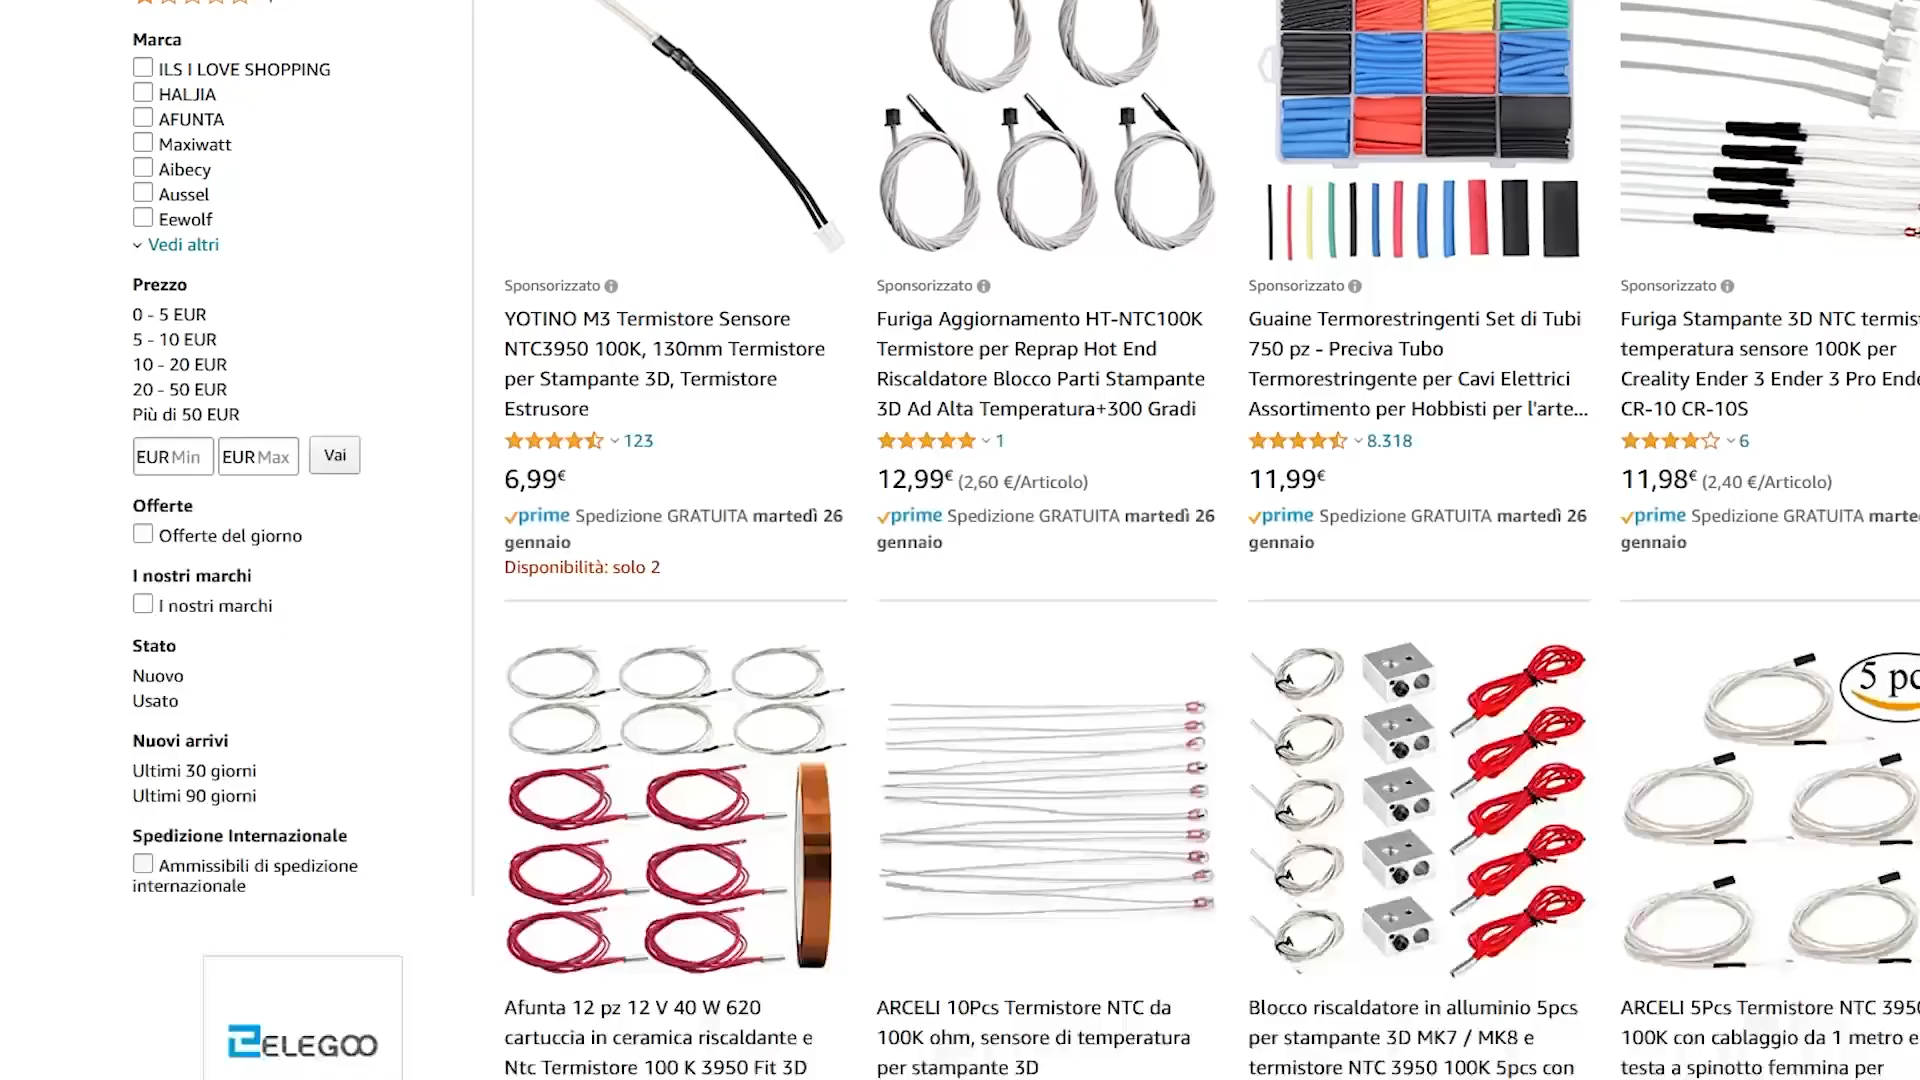 Marca
ILS I LOVE SHOPPING
HALJIA
AFUNTA
Maxiwatt
Aibecy
Aussel
Eewolf
Vedi altri
Prezzo
0 - 5 EUR
5 - 10 EUR
10 - 20 EUR
20 - 50 EUR
Più di 50 EUR
EUR Min EUR Max Vai
Offerte
Offerte del giorno
I nostri marchi
I nostri marchi
Stato
Nuovo
Usato
Nuovi arrivi
Ultimi 30 giorni
Ultimi 90 giorni
Spedizione Internazionale
Ammissibili di spedizione
internazionale
ELEGOO
Sponsorizzato
YOTINO M3 Termistore Sensore
NTC3950 100K, 130mm Termistore
per Stampante 3D, Termistore
Estrusore
123
6,99€
prime Spedizione GRATUITA martedì 26
gennaio
Disponibilità: solo 2
Sponsorizzato
Furiga Aggiornamento HT-NTC100K
Termistore per Reprap Hot End
Riscaldatore Blocco Parti Stampante
3D Ad Alta Temperatura+300 Gradi
1
12,99€ (2,60 €/Articolo)
prime Spedizione GRATUITA martedì 26
gennaio
Sponsorizzato
Guaine Termorestringenti Set di Tubi
750 pz - Preciva Tubo
Termorestringente per Cavi Elettrici
Assortimento per Hobbisti per l'arte...
8.318
11,99€
prime Spedizione GRATUITA martedì 26
gennaio
Sponsorizzato
Furiga Stampante 3D NTC termist
temperatura sensore 100K per
Creality Ender 3 Ender 3 Pro Ende
CR-10 CR-10S
6
11,98€ (2,40 €/Articolo)
prime Spedizione GRATUITA marte
gennaio
Afunta 12 pz 12 V 40 W 620
cartuccia in ceramica riscaldante e
Ntc Termistore 100 K 3950 Fit 3D
ARCELI 10Pcs Termistore NTC da
100K ohm, sensore di temperatura
per stampante 3D
Blocco riscaldatore in alluminio 5pcs
per stampante 3D MK7 / MK8 e
termistore NTC 3950 100K 5pcs con
5 pc
ARCELI 5Pcs Termistore NTC 3950
100K con cablaggio da 1 metro e
testa a spinotto femmina per